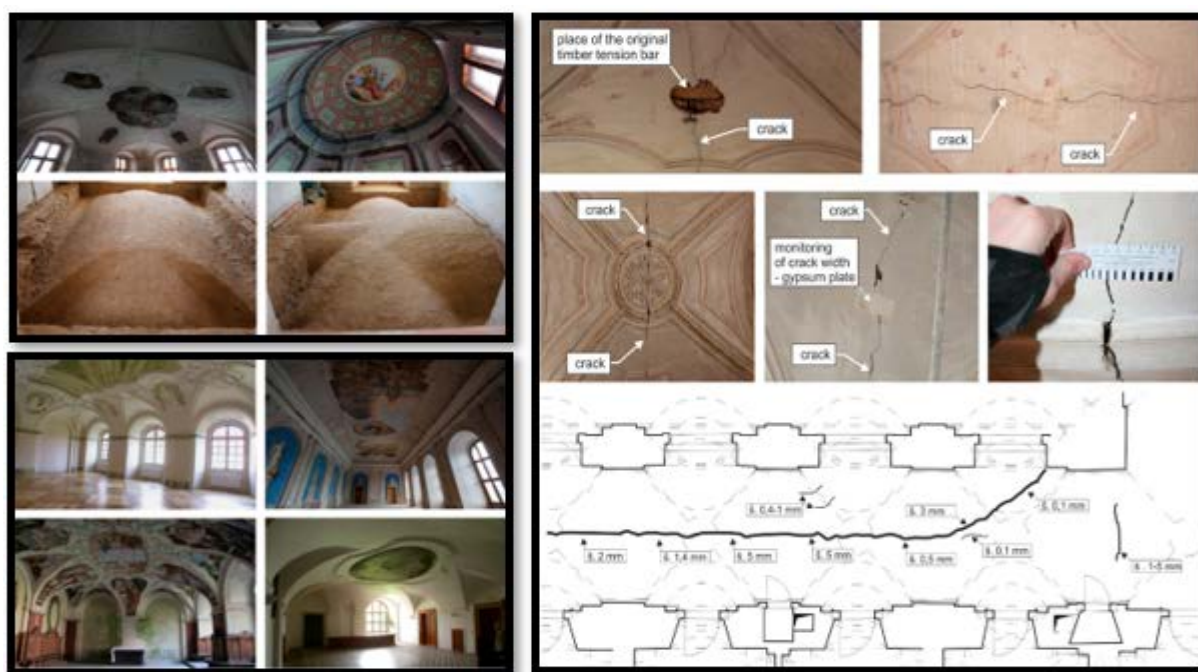 place of the original
timber tension bar
crack
crack
crack
crack
crack
monitoring
of crack width
- gypsum plate
crack
crack
š. 0,4-1 mm
š. 3 mm
š. 0,1 mm
š. 2 mm
š. 1,4 mm
š. 5 mm
š. 5 mm
š. 0,5 mm
š. 0,1 mm
š. 1-5 mm